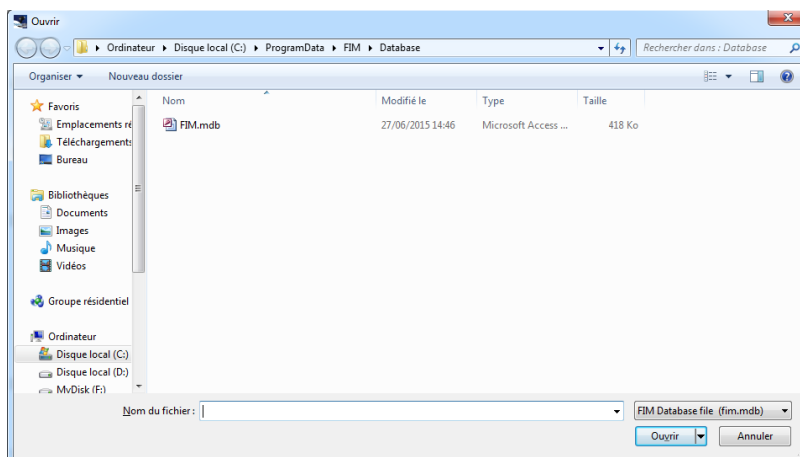 Ouvrir
Ordinateur Disque local (C:) ProgramData FIM Database
Rechercher dans : Database
Organiser Nouveau dossier
Nom Modifié le Type Taille
FIM.mdb 27/06/2015 14:46 Microsoft Access ... 418 Ko
Favoris
Emplacements ré
Téléchargements
Bureau
Bibliothèques
Documents
Images
Musique
Vidéos
Groupe résidentiel
Ordinateur
Disque local (C:)
Disque local (D:)
MyDisk (F:)
Nom du fichier :
FIM Database file (fim.mdb)
Ouvrir Annuler